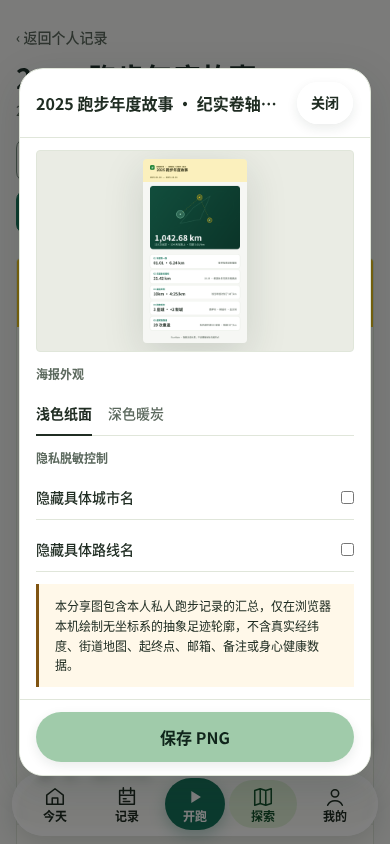 ‹ 返回个人记录
2025 跑步年度故事 · 纪实卷轴…
关闭
1,042.68 km
海报外观
浅色纸面
深色暖炭
隐私脱敏控制
隐藏具体城市名
隐藏具体路线名
本分享图包含本人私人跑步记录的汇总，仅在浏览器
本机绘制无坐标系的抽象足迹轮廓，不含真实经纬
度、街道地图、起终点、邮箱、备注或身心健康数
据。
保存 PNG
今天
记录
开跑
探索
我的